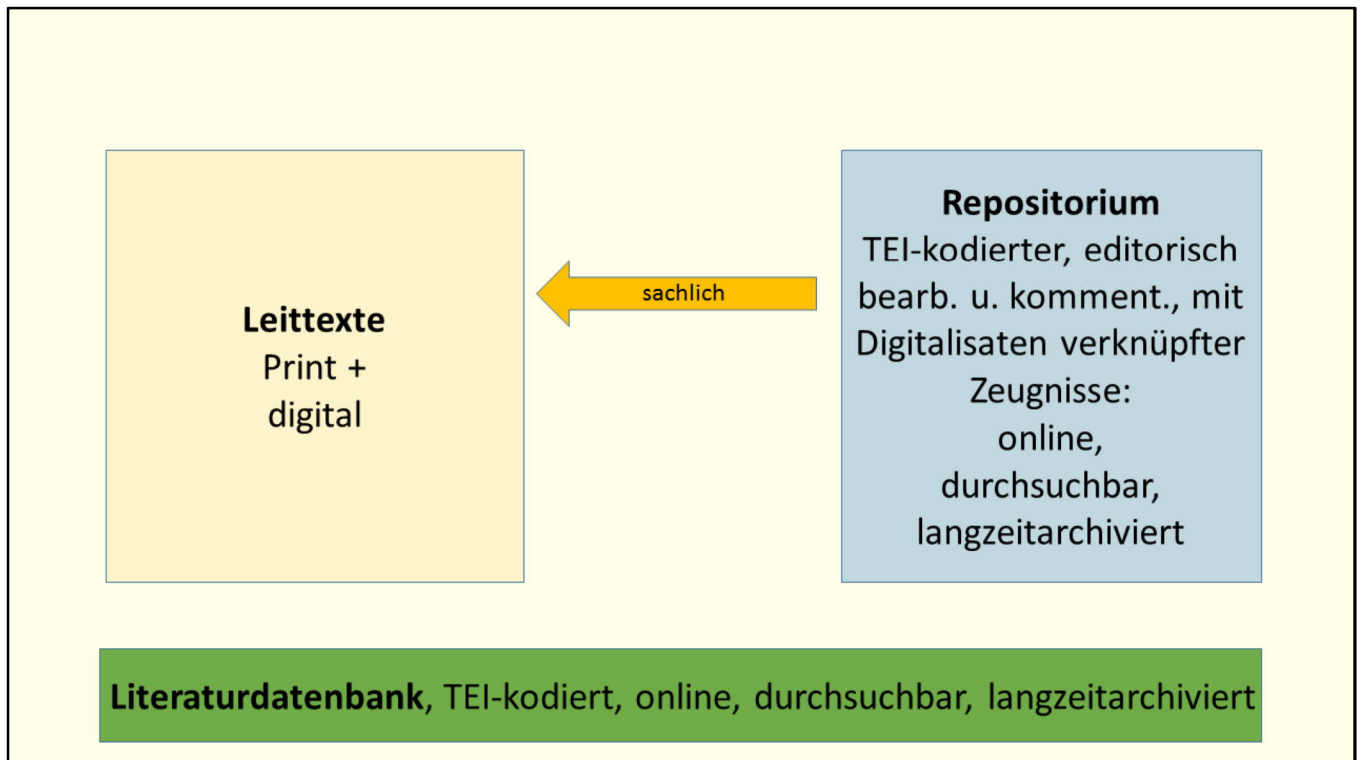 Leittexte
Print +
digital
sachlich
Repositorium
TEI-kodierter, editorisch
bearb. u. komment., mit
Digitalisaten verknüpfter
Zeugnisse:
online,
durchsuchbar,
langzeitarchiviert
Literaturdatenbank, TEI-kodiert, online, durchsuchbar, langzeitarchiviert